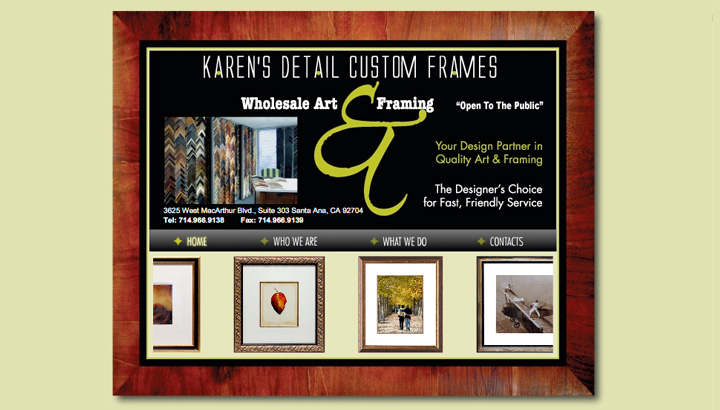 KAREN'S DETAIL CUSTOM FRAMES
Wholesale Art & Framing
"Open To The Public"
Your Design Partner in
Quality Art & Framing
The Designer's Choice
for Fast, Friendly Service
3625 West MacArthur Blvd., Suite 303 Santa Ana, CA 92704
Tel: 714.966.9138 Fax: 714.966.9139
HOME WHO WE ARE WHAT WE DO CONTACTS